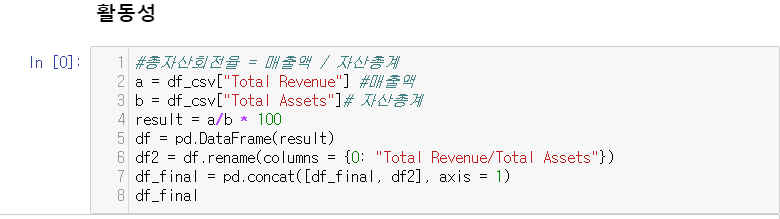 활동성
In [0]:
1 #총자산회전율 = 매출액 / 자산총계
2 a = df_csv["Total Revenue"] #매출액
3 b = df_csv["Total Assets"]# 자산총계
4 result = a/b * 100
5 df = pd.DataFrame(result)
6 df2 = df.rename(columns = {0: "Total Revenue/Total Assets"})
7 df_final = pd.concat([df_final, df2], axis = 1)
8 df_final